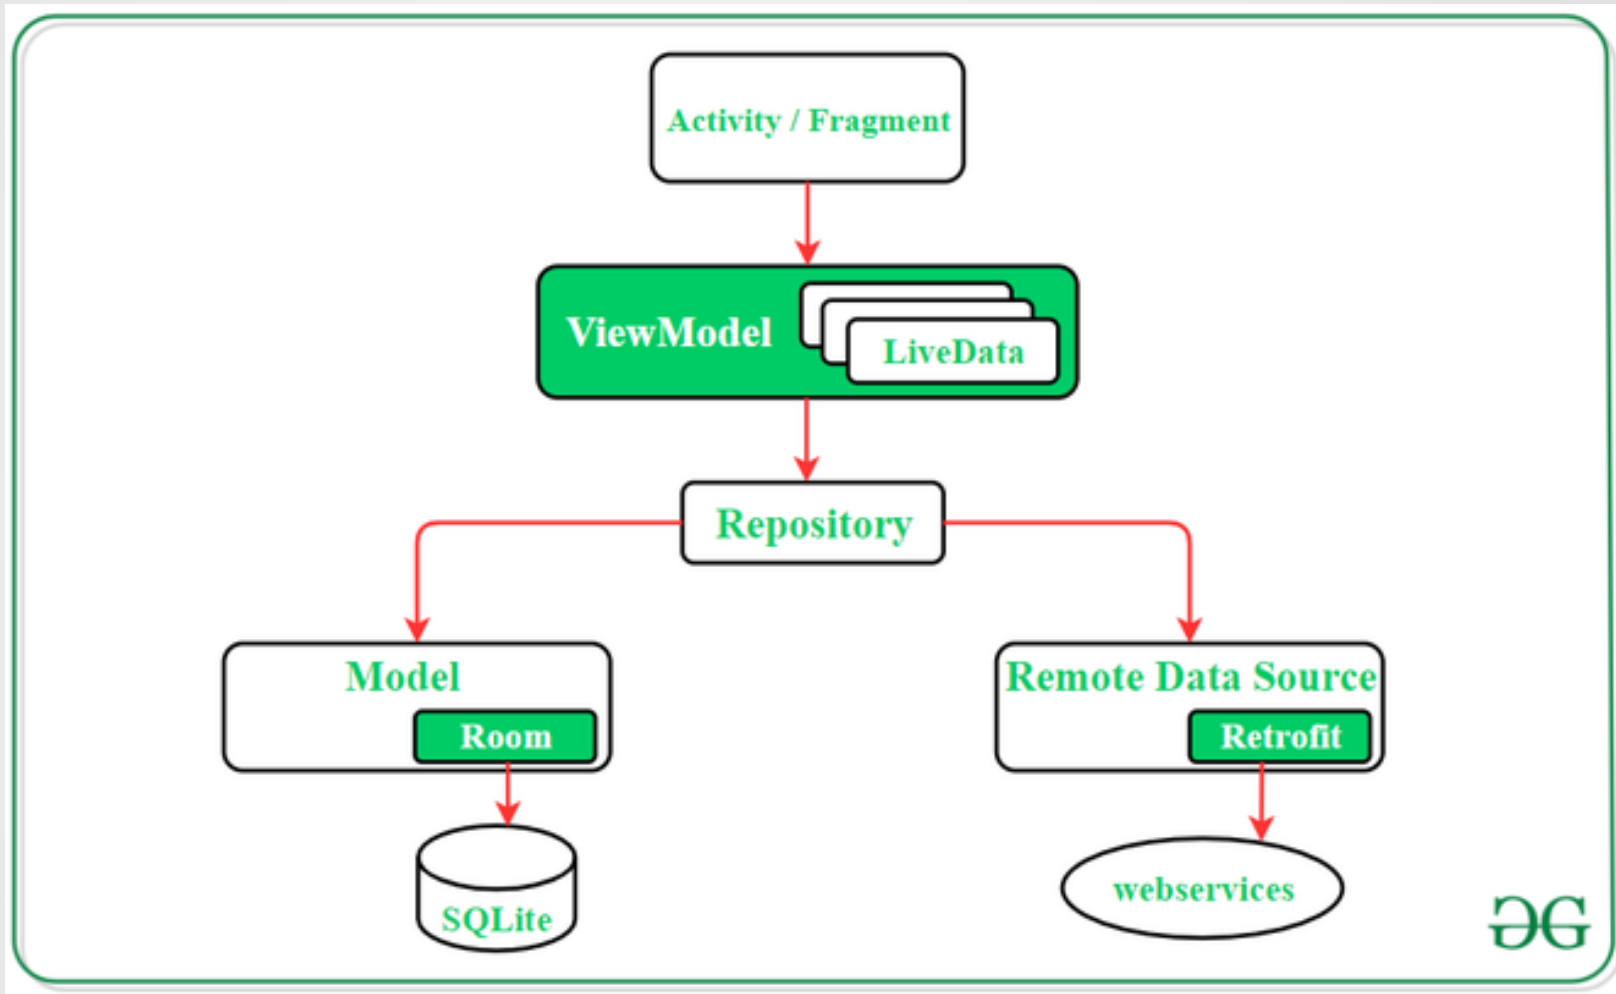 Activity / Fragment
ViewModel
LiveData
Repository
Model
Room
Remote Data Source
Retrofit
SQLite
webservices